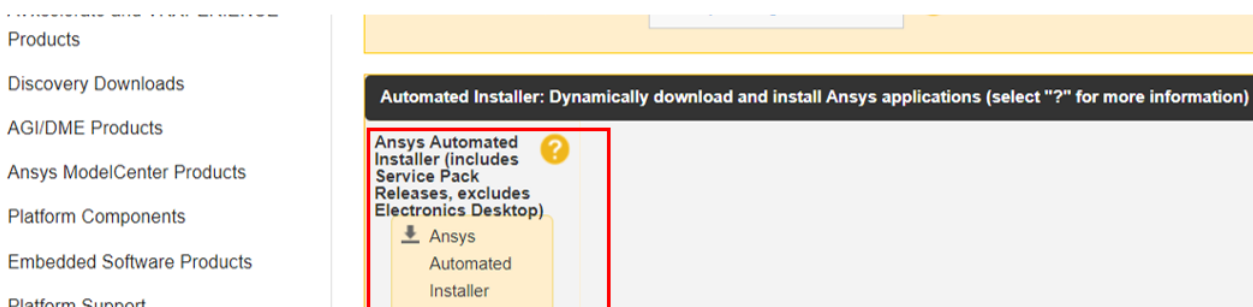 Products
Discovery Downloads
AGI/DME Products
Ansys ModelCenter Products
Platform Components
Embedded Software Products
Platform Support
Automated Installer: Dynamically download and install Ansys applications (select "?" for more information)
Ansys Automated
Installer (includes
Service Pack
Releases, excludes
Electronics Desktop)
?
Ansys
Automated
Installer